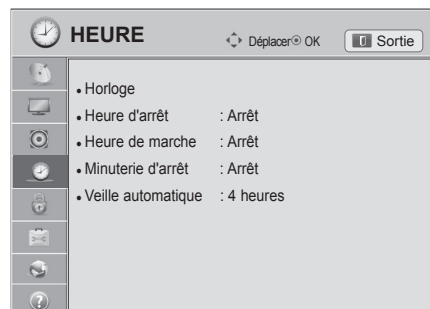 HEURE
Déplacer OK Sortie
• Horloge
• Heure d'arrêt : Arrêt
• Heure de marche : Arrêt
• Minuterie d'arrêt : Arrêt
• Veille automatique : 4 heures